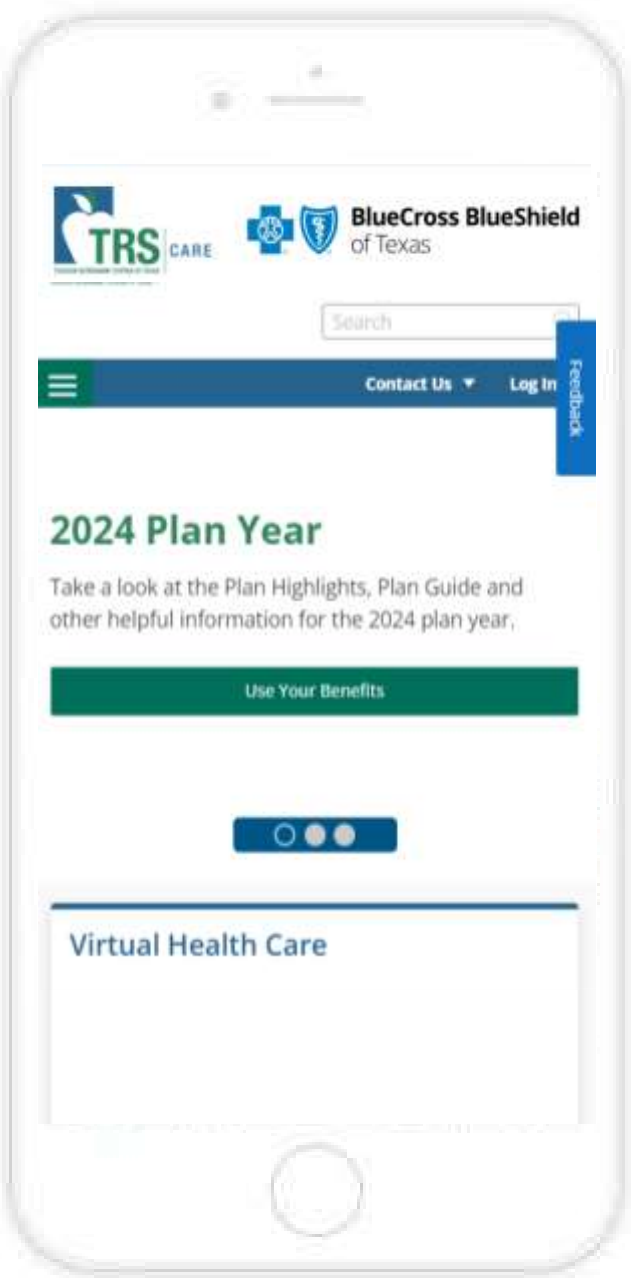 TRS CARE
BlueCross BlueShield
of Texas
Search
Contact Us ▼ Log In
Feedback
2024 Plan Year
Take a look at the Plan Highlights, Plan Guide and
other helpful information for the 2024 plan year.
Use Your Benefits
Virtual Health Care